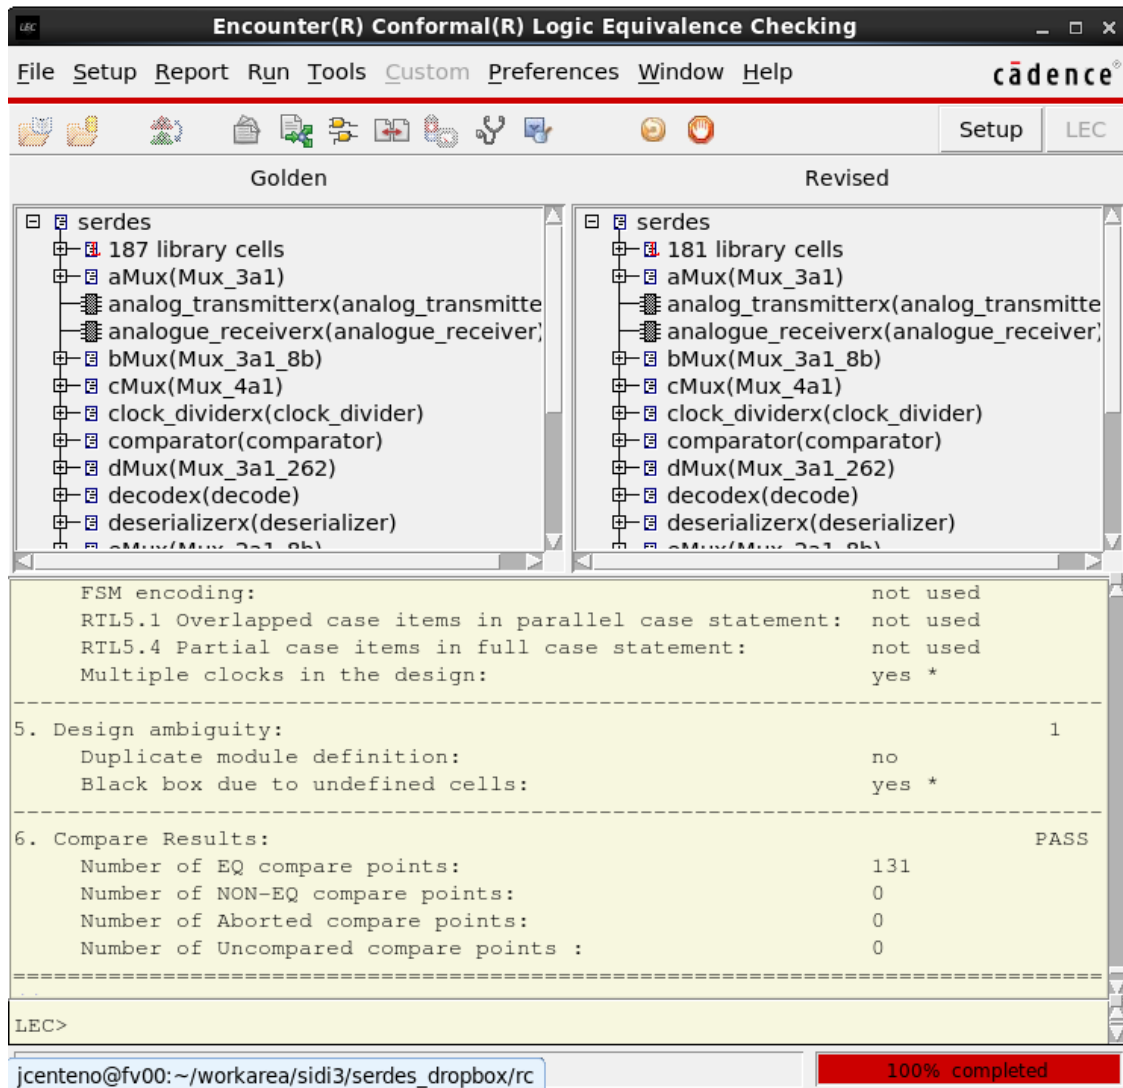 LEC Encounter(R) Conformal(R) Logic Equivalence Checking
File Setup Report Run Tools Custom Preferences Window Help cādence®
Setup LEC
Golden Revised
serdes
187 library cells
aMux(Mux_3a1)
analog_transmitterx(analog_transmitte
analogue_receiverx(analogue_receiver)
bMux(Mux_3a1_8b)
cMux(Mux_4a1)
clock_dividerx(clock_divider)
comparator(comparator)
dMux(Mux_3a1_262)
decodex(decode)
deserializerx(deserializer)
serdes
181 library cells
aMux(Mux_3a1)
analog_transmitterx(analog_transmitte
analogue_receiverx(analogue_receiver)
bMux(Mux_3a1_8b)
cMux(Mux_4a1)
clock_dividerx(clock_divider)
comparator(comparator)
dMux(Mux_3a1_262)
decodex(decode)
deserializerx(deserializer)
FSM encoding: not used
RTL5.1 Overlapped case items in parallel case statement: not used
RTL5.4 Partial case items in full case statement: not used
Multiple clocks in the design: yes *
5. Design ambiguity: 1
Duplicate module definition: no
Black box due to undefined cells: yes *
6. Compare Results: PASS
Number of EQ compare points: 131
Number of NON-EQ compare points: 0
Number of Aborted compare points: 0
Number of Uncompared compare points : 0
LEC>
jcenteno@fv00:~/workarea/sidi3/serdes_dropbox/rc 100% completed